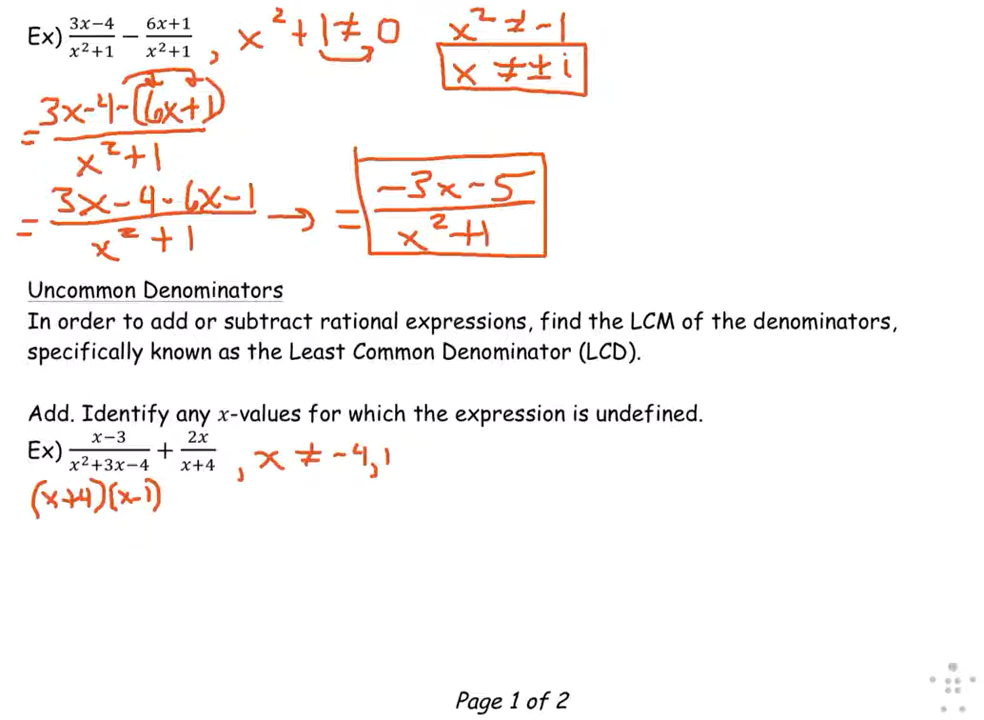 Ex) (3x−4)/(x²+1) − (6x+1)/(x²+1) , x²+1≠0 x²≠−1
x ≠ ±i
= (3x−4−(6x+1))/(x²+1)
= (3x−4−6x−1)/(x²+1) → = (−3x−5)/(x²+1)
Uncommon Denominators
In order to add or subtract rational expressions, find the LCM of the denominators,
specifically known as the Least Common Denominator (LCD).
Add. Identify any x-values for which the expression is undefined.
Ex) (x−3)/(x²+3x−4) + 2x/(x+4) , x ≠ −4, 1
(x+4)(x−1)
Page 1 of 2